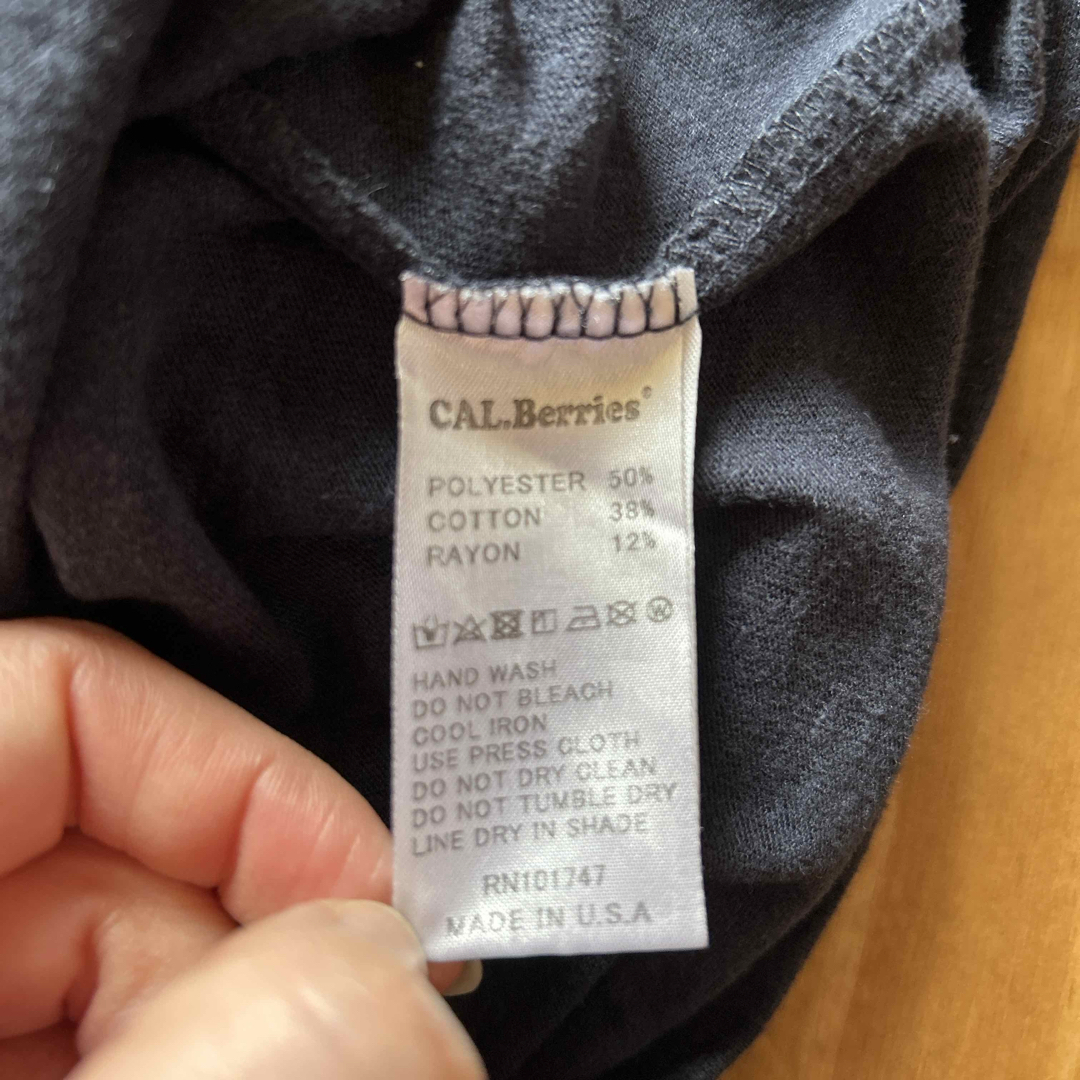 CAL.Berries®
POLYESTER 50%
COTTON 38%
RAYON 12%
HAND WASH
DO NOT BLEACH
COOL IRON
USE PRESS CLOTH
DO NOT DRY CLEAN
DO NOT TUMBLE DRY
LINE DRY IN SHADE
RN101747
MADE IN U.S.A